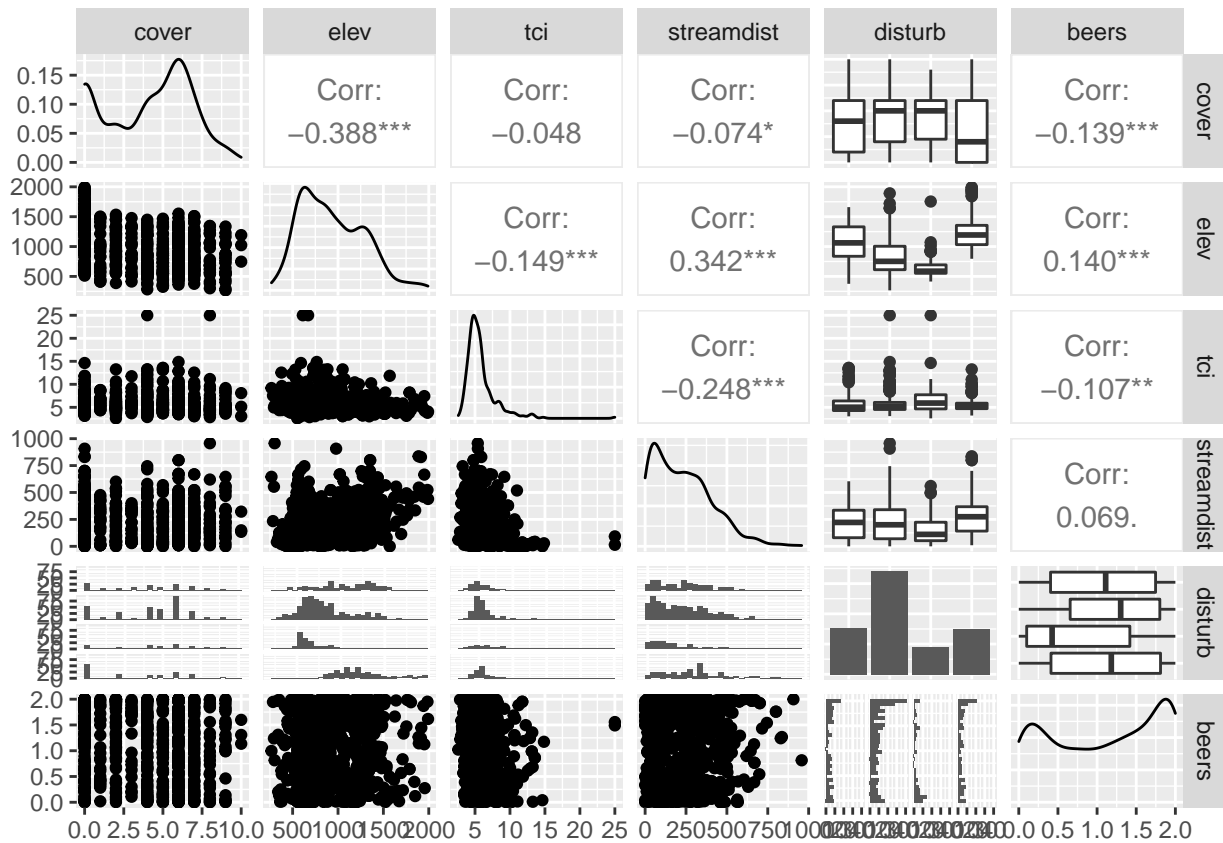 cover elev tci streamdist disturb beers
0.15
0.10
0.05
0.00
Corr:
−0.388***
Corr:
−0.048
Corr:
−0.074*
Corr:
−0.139***
cover
2000
1500
1000
500
Corr:
−0.149***
Corr:
0.342***
Corr:
0.140***
elev
25
20
15
10
5
Corr:
−0.248***
Corr:
−0.107**
tci
1000
750
500
250
0
Corr:
0.069.
streamdist
disturb
2.0
1.5
1.0
0.5
0.0
beers
0.0 2.5 5.0 7.5 10.0 500 1000 1500 2000 5 10 15 20 25 0 250 500 750 1000 0.0 0.5 1.0 1.5 2.0